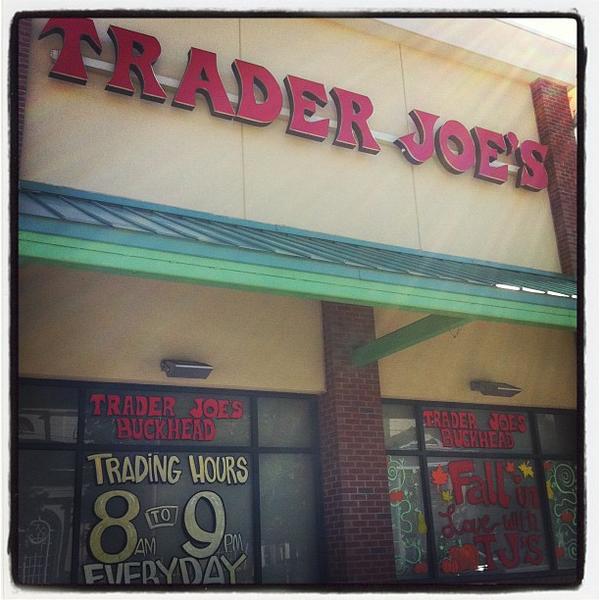 TRADER JOE'S
TRADER JOE'S
BUCKHEAD
TRADING HOURS
8 AM TO 9 PM
EVERYDAY
TRADER JOE'S
BUCKHEAD
Fall in
Love with
TJ'S